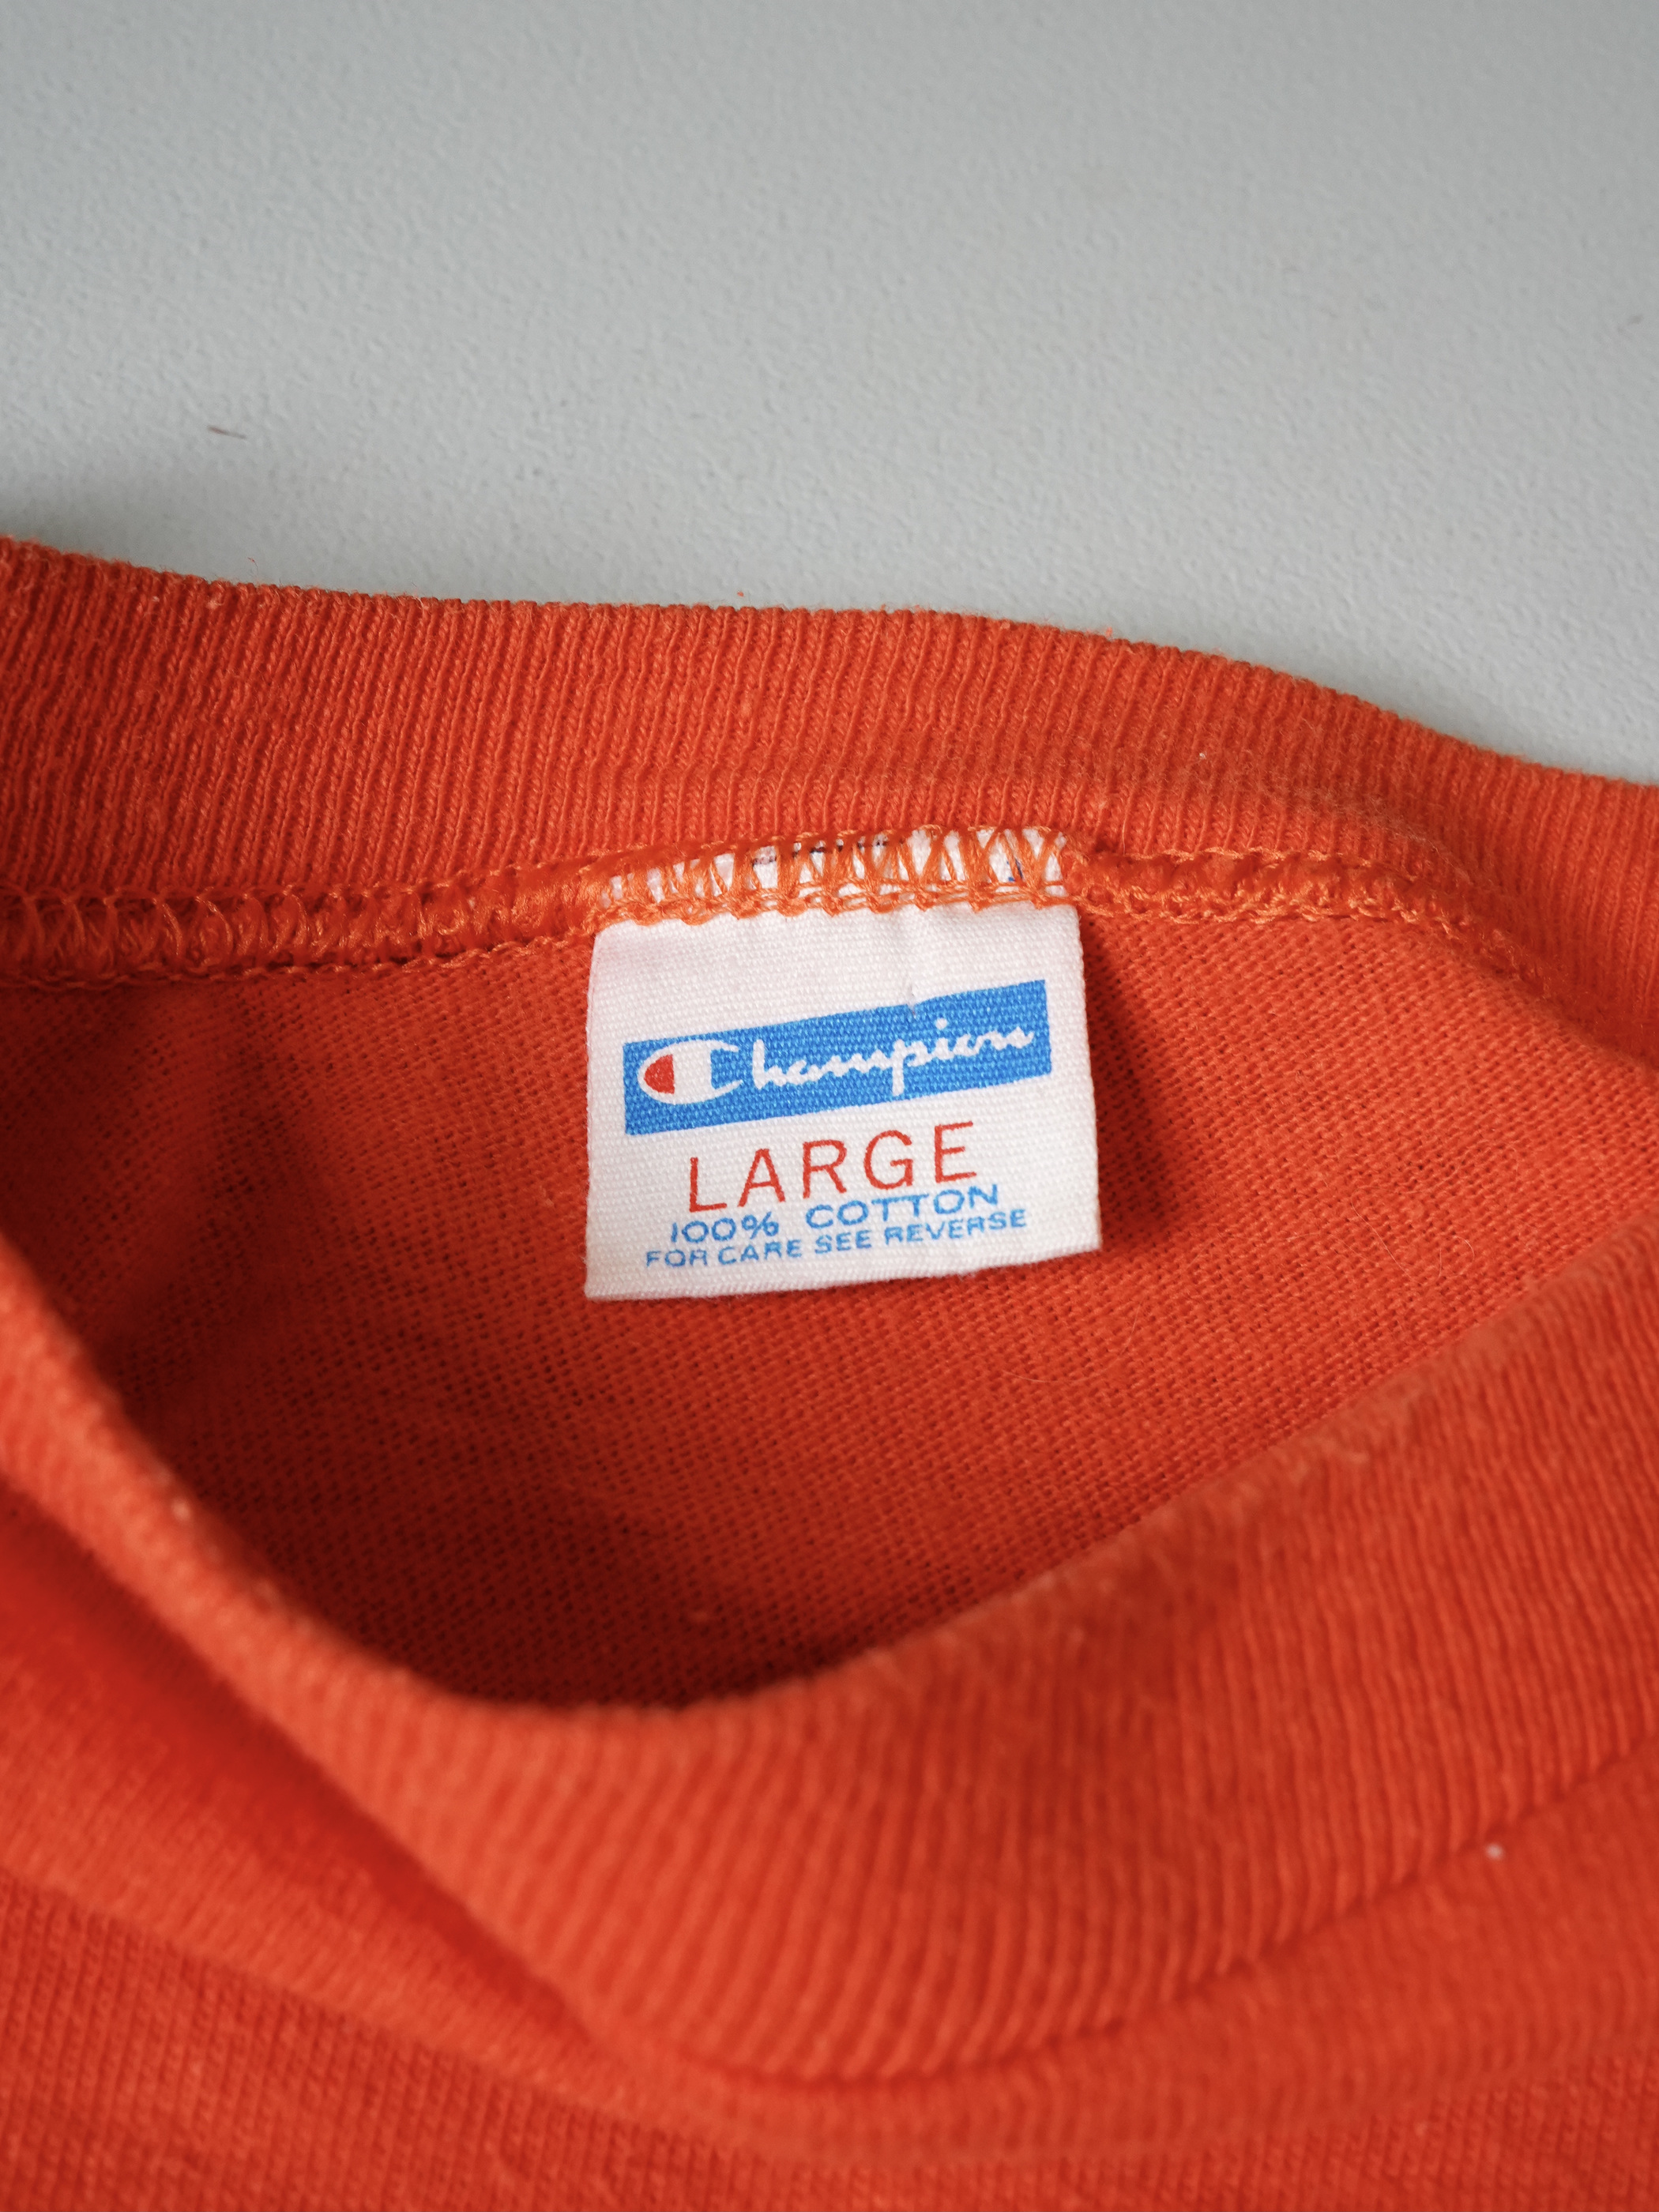 Champion
LARGE
100% COTTON
FOR CARE SEE REVERSE